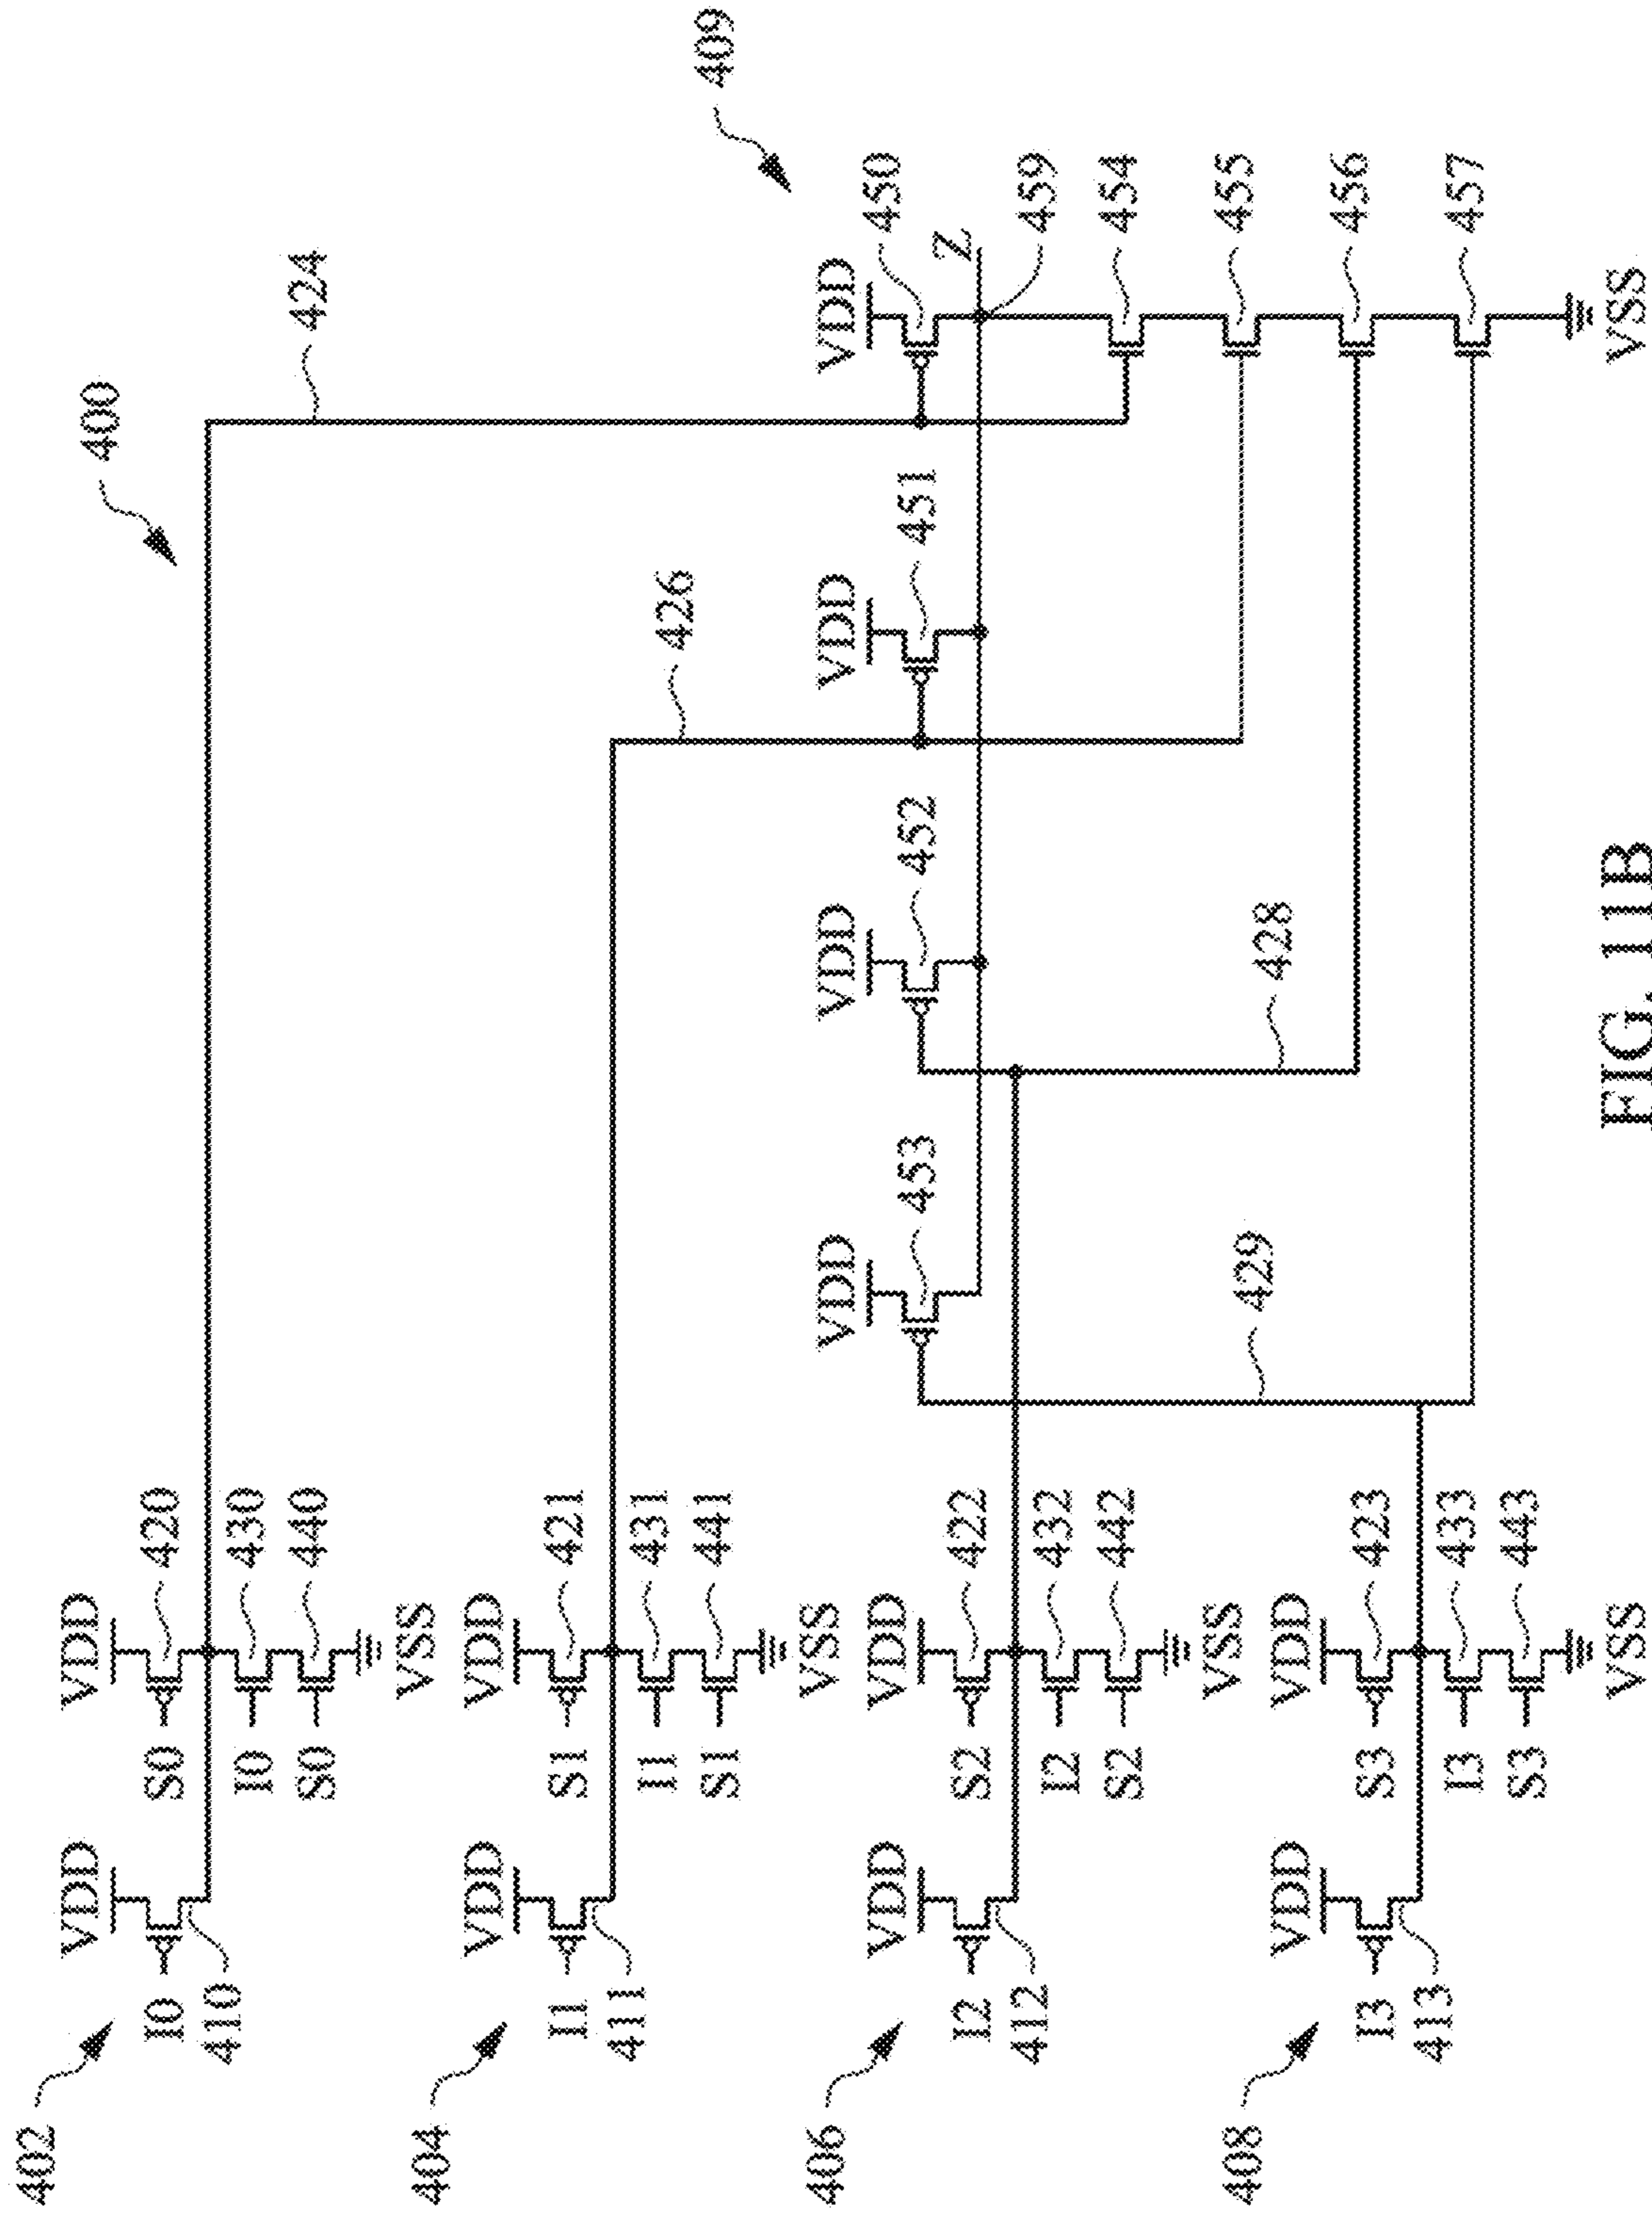 400
402
VDD
VDD
I0
410
S0
420
I0
430
S0
440
VSS
424
404
VDD
VDD
I1
411
S1
421
I1
431
S1
441
VSS
426
406
VDD
VDD
I2
412
S2
422
I2
432
S2
442
VSS
408
VDD
VDD
I3
413
S3
423
I3
433
S3
443
VSS
409
VDD
453
VDD
452
VDD
451
VDD
450
Z
459
454
455
456
457
429
428
VSS
FIG. 11B